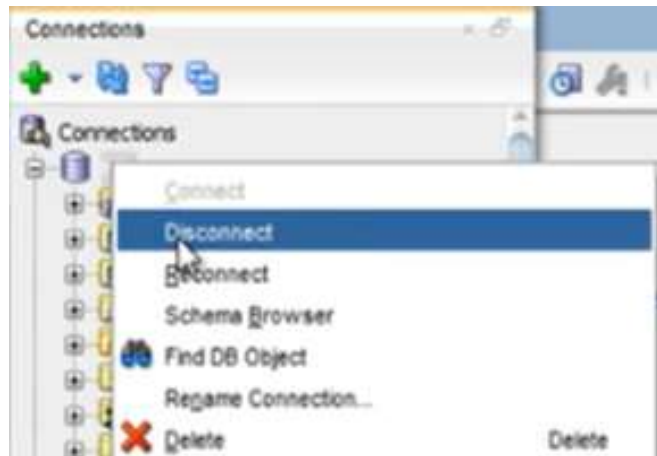 Connections
Connections
Connect
Disconnect
Reconnect
Schema Browser
Find DB Object
Rename Connection...
Delete Delete